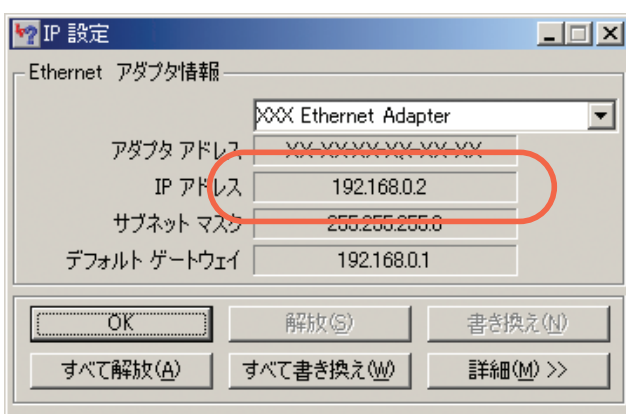 IP 設定
Ethernet アダプタ情報
XXX Ethernet Adapter
アダプタ アドレス XX-XX-XX-XX-XX-XX
IP アドレス 192.168.0.2
サブネット マスク 255.255.255.0
デフォルト ゲートウェイ 192.168.0.1
OK 解放(S) 書き換え(N)
すべて解放(A) すべて書き換え(W) 詳細(M) >>